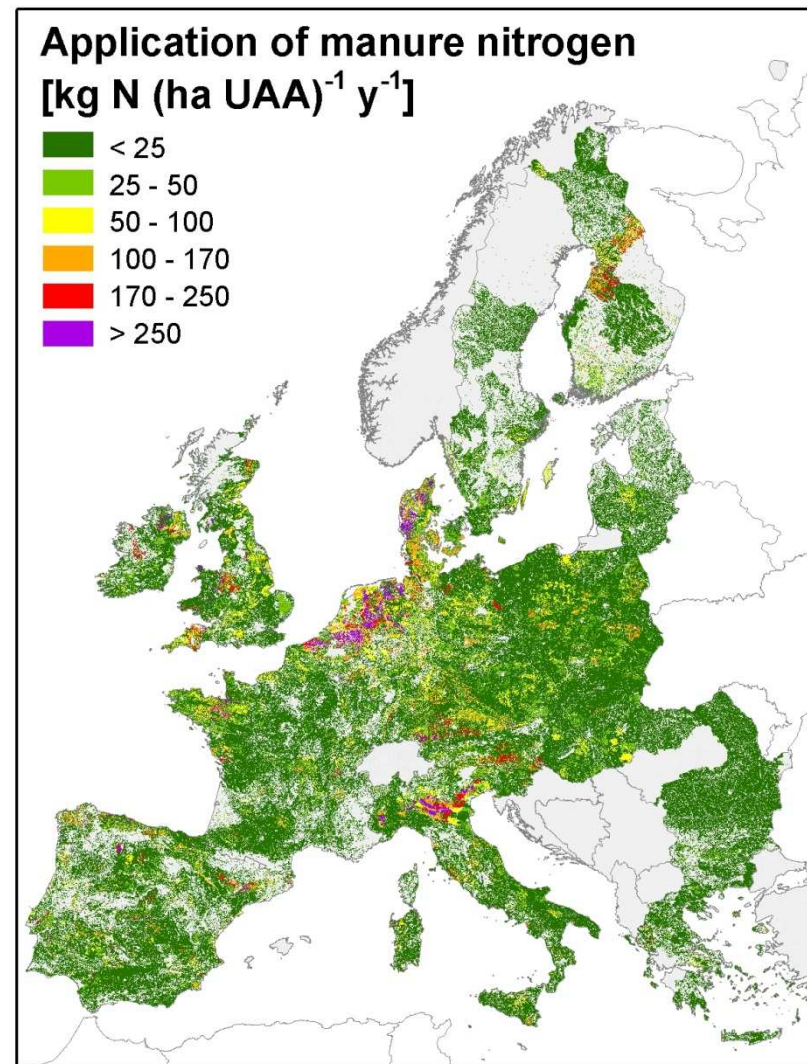 Application of manure nitrogen
[kg N (ha UAA)⁻¹ y⁻¹]
< 25
25 - 50
50 - 100
100 - 170
170 - 250
> 250